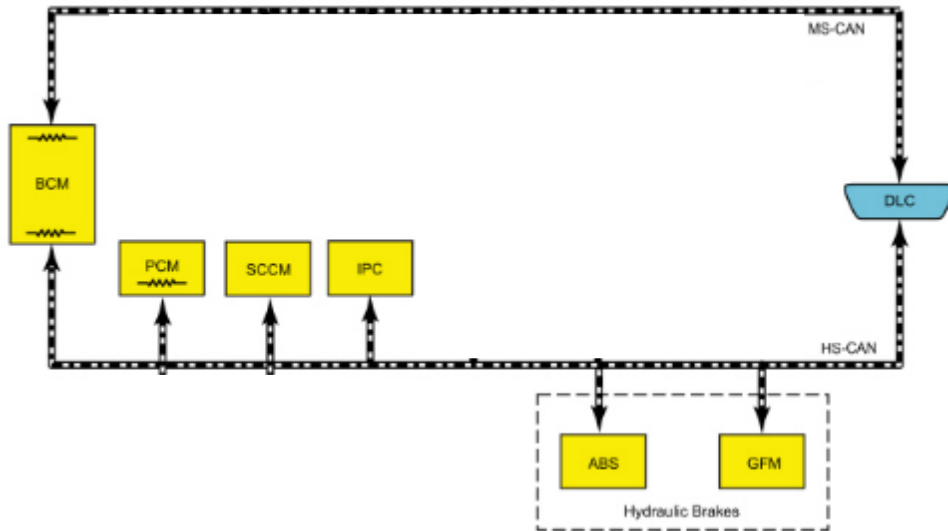 MS-CAN
BCM
DLC
PCM
SCCM
IPC
HS-CAN
ABS
GFM
Hydraulic Brakes